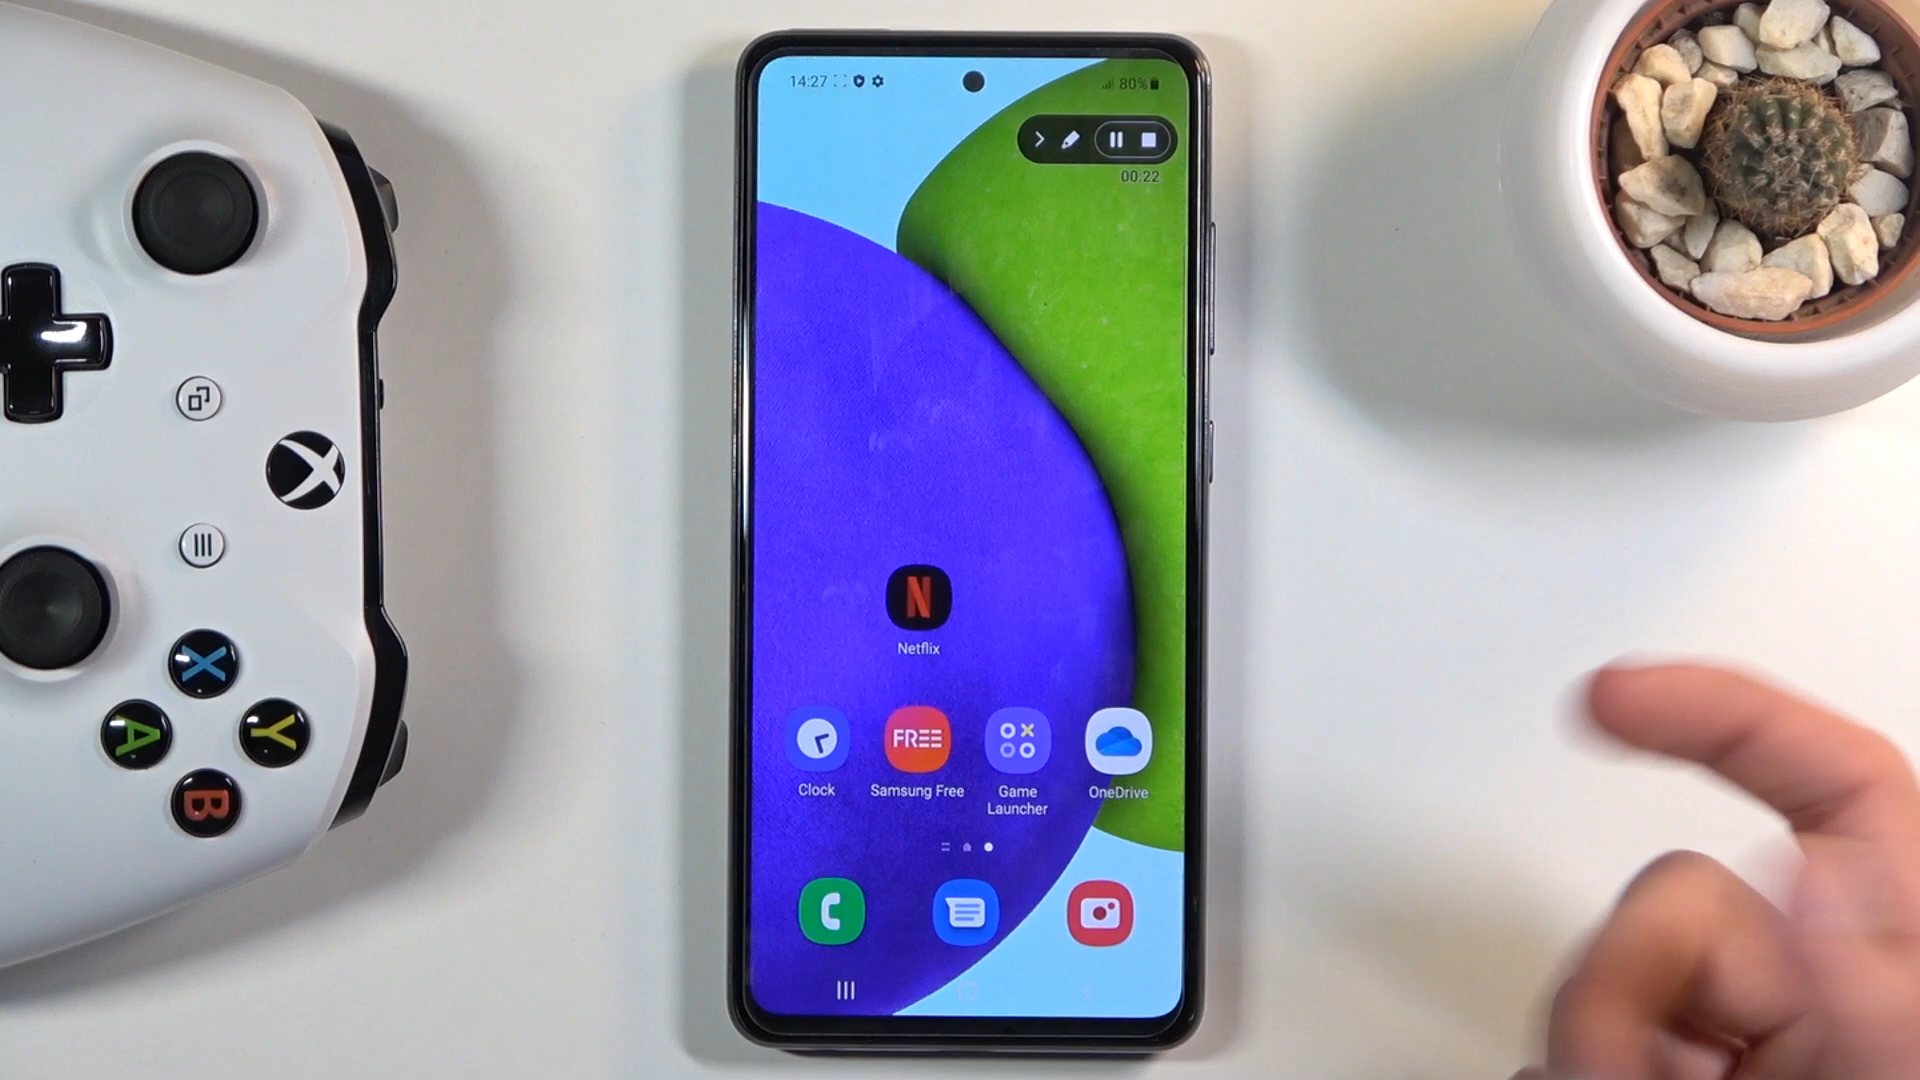 14:27
80%
00:22
N
Netflix
FREE
Clock
Samsung Free
Game
Launcher
OneDrive
X
A
Y
B